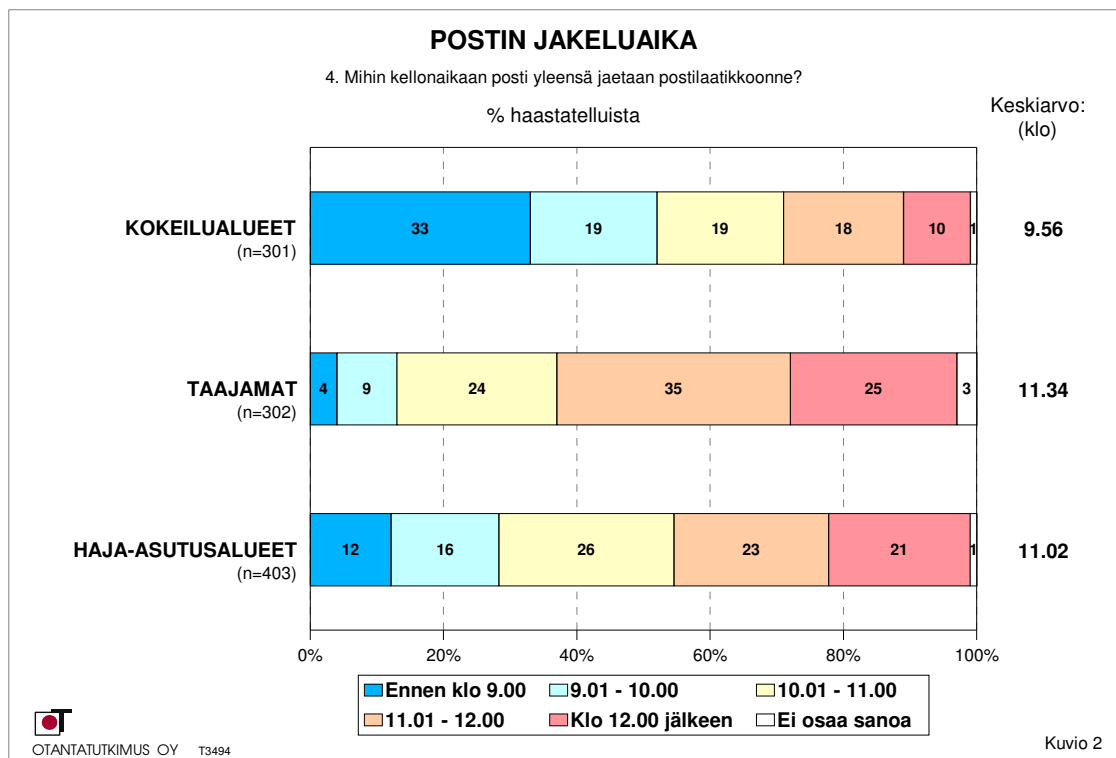 POSTIN JAKELUAIKA
4. Mihin kellonaikaan posti yleensä jaetaan postilaatikkoonne?
% haastatelluista
Keskiarvo:
(klo)
KOKEILUALUEET
(n=301)
33 19 19 18 10 1
9.56
TAAJAMAT
(n=302)
4 9 24 35 25 3
11.34
HAJA-ASUTUSALUEET
(n=403)
12 16 26 23 21 1
11.02
0% 20% 40% 60% 80% 100%
Ennen klo 9.00 9.01 - 10.00 10.01 - 11.00
11.01 - 12.00 Klo 12.00 jälkeen Ei osaa sanoa
OTANTATUTKIMUS OY T3494
Kuvio 2